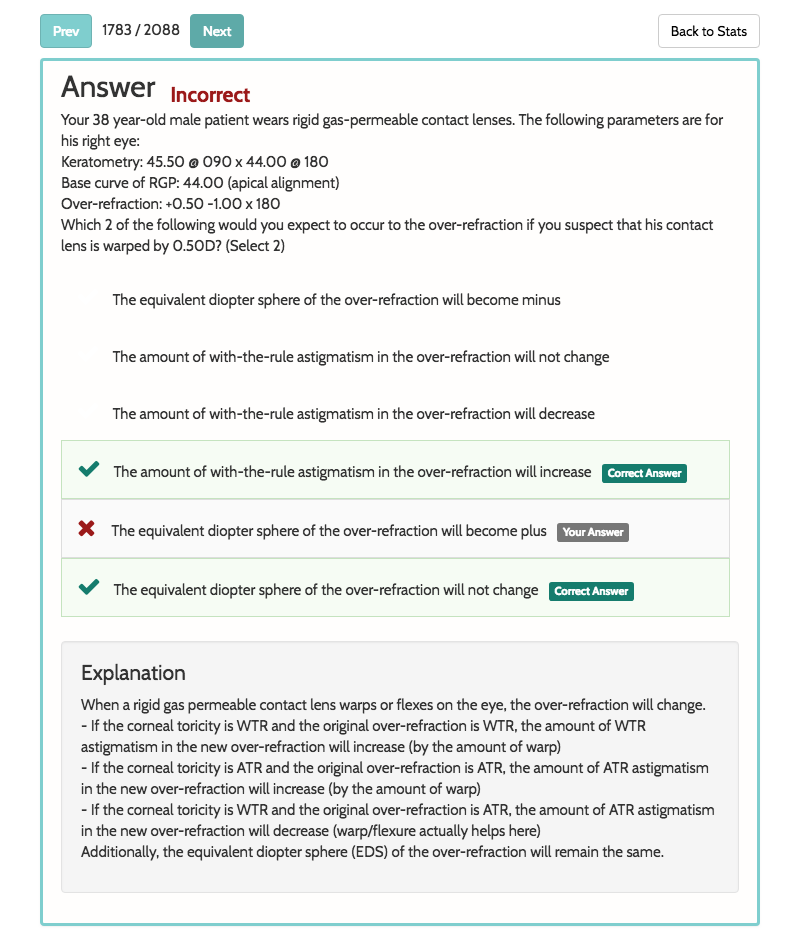 Prev 1783 / 2088 Next Back to Stats
Answer Incorrect
Your 38 year-old male patient wears rigid gas-permeable contact lenses. The following parameters are for
his right eye:
Keratometry: 45.50 @ 090 x 44.00 @ 180
Base curve of RGP: 44.00 (apical alignment)
Over-refraction: +0.50 -1.00 x 180
Which 2 of the following would you expect to occur to the over-refraction if you suspect that his contact
lens is warped by 0.50D? (Select 2)
The equivalent diopter sphere of the over-refraction will become minus
The amount of with-the-rule astigmatism in the over-refraction will not change
The amount of with-the-rule astigmatism in the over-refraction will decrease
The amount of with-the-rule astigmatism in the over-refraction will increase Correct Answer
The equivalent diopter sphere of the over-refraction will become plus Your Answer
The equivalent diopter sphere of the over-refraction will not change Correct Answer
Explanation
When a rigid gas permeable contact lens warps or flexes on the eye, the over-refraction will change.
- If the corneal toricity is WTR and the original over-refraction is WTR, the amount of WTR
astigmatism in the new over-refraction will increase (by the amount of warp)
- If the corneal toricity is ATR and the original over-refraction is ATR, the amount of ATR astigmatism
in the new over-refraction will increase (by the amount of warp)
- If the corneal toricity is WTR and the original over-refraction is ATR, the amount of ATR astigmatism
in the new over-refraction will decrease (warp/flexure actually helps here)
Additionally, the equivalent diopter sphere (EDS) of the over-refraction will remain the same.